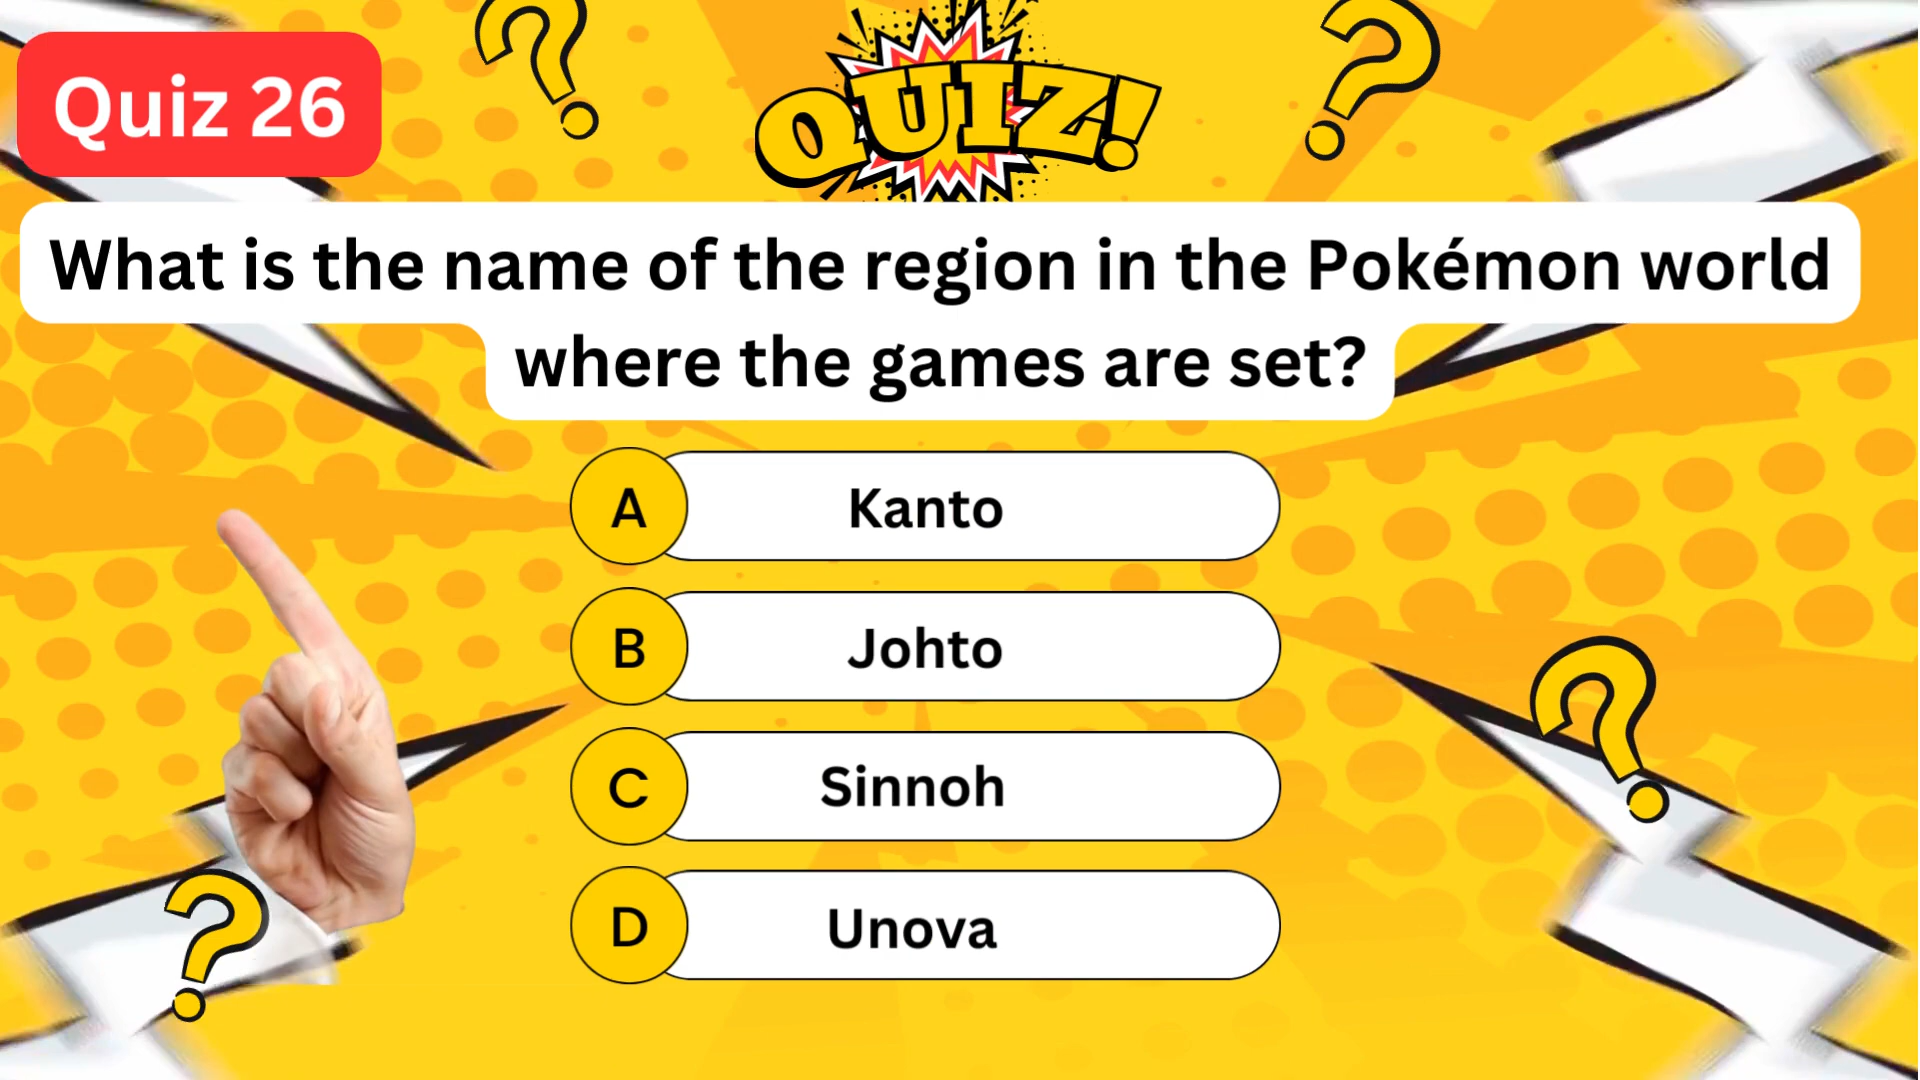 Quiz 26
QUIZ!
What is the name of the region in the Pokémon world
where the games are set?
A Kanto
B Johto
C Sinnoh
D Unova